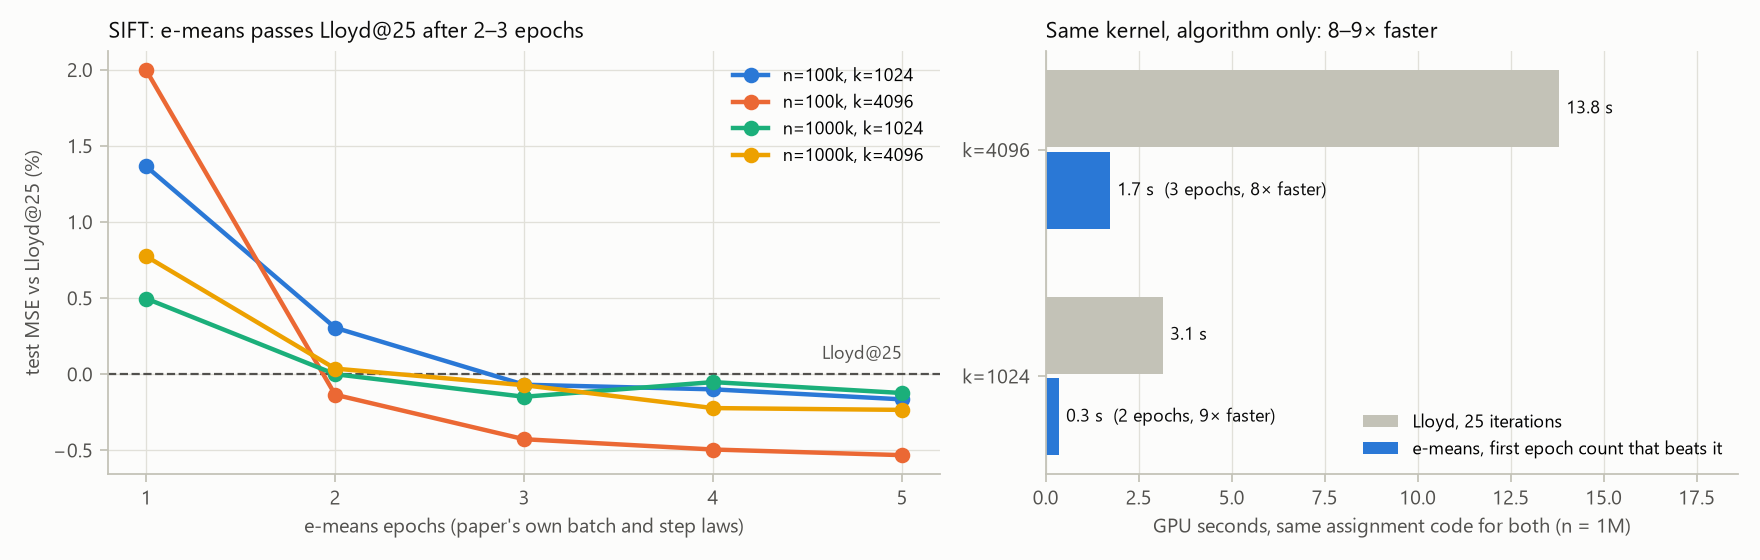 SIFT: e-means passes Lloyd@25 after 2–3 epochs
test MSE vs Lloyd@25 (%)
2.0
1.5
1.0
0.5
0.0
−0.5
n=100k, k=1024
n=100k, k=4096
n=1000k, k=1024
n=1000k, k=4096
Lloyd@25
1 2 3 4 5
e-means epochs (paper's own batch and step laws)
Same kernel, algorithm only: 8–9× faster
k=4096
13.8 s
1.7 s (3 epochs, 8× faster)
k=1024
3.1 s
0.3 s (2 epochs, 9× faster)
Lloyd, 25 iterations
e-means, first epoch count that beats it
0.0 2.5 5.0 7.5 10.0 12.5 15.0 17.5
GPU seconds, same assignment code for both (n = 1M)